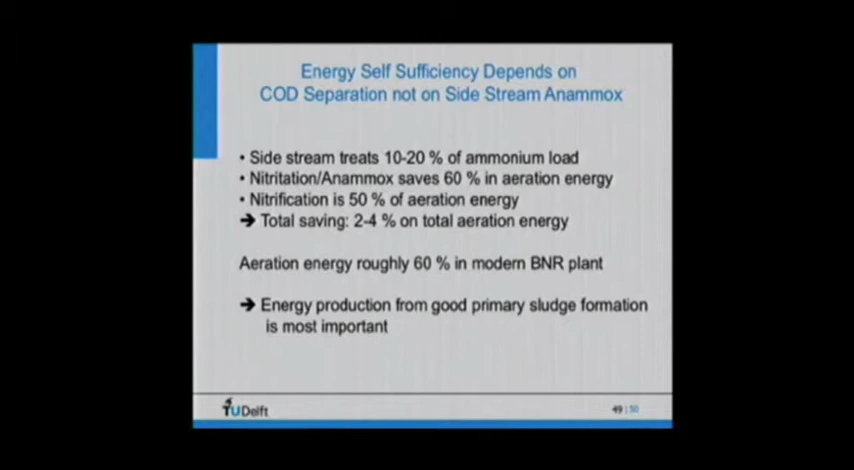 Energy Self Sufficiency Depends on
COD Separation not on Side Stream Anammox
• Side stream treats 10-20 % of ammonium load
• Nitritation/Anammox saves 60 % in aeration energy
• Nitrification is 50 % of aeration energy
➔ Total saving: 2-4 % on total aeration energy
Aeration energy roughly 60 % in modern BNR plant
➔ Energy production from good primary sludge formation
is most important
TUDelft
49 | 50